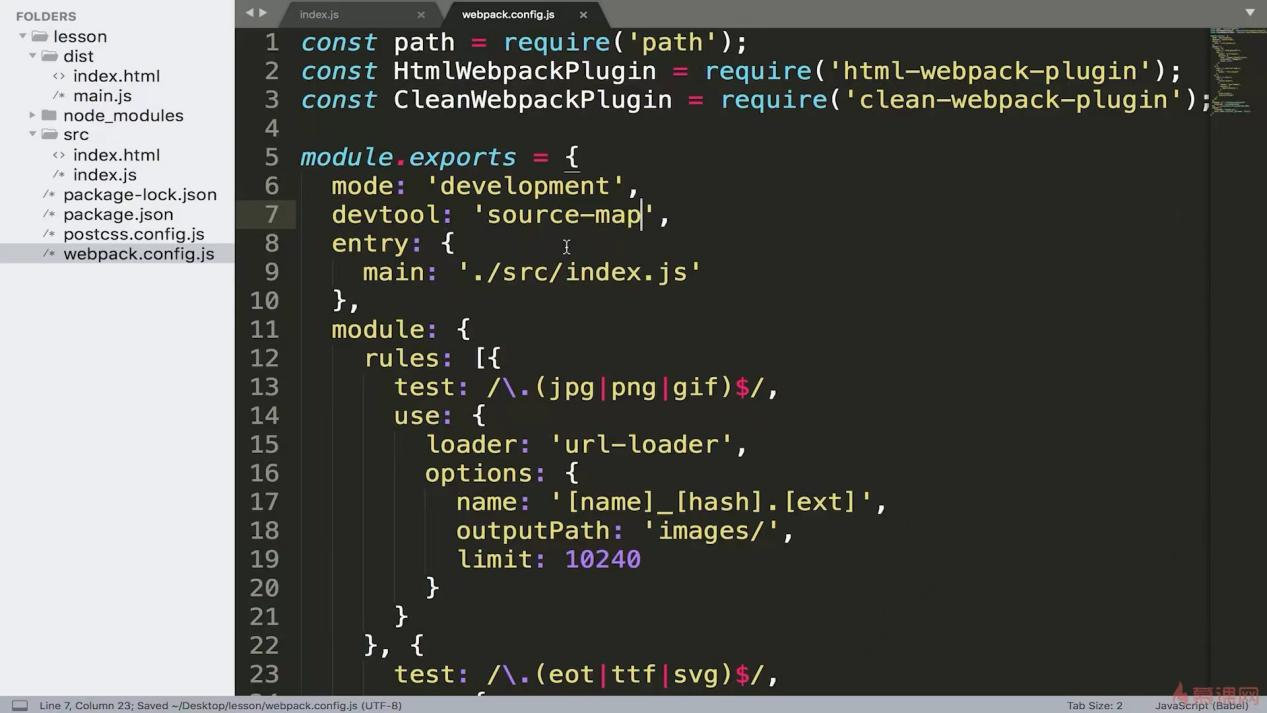 FOLDERS
lesson
dist
<> index.html
/* main.js
node_modules
src
<> index.html
/* index.js
/* package-lock.json
/* package.json
/* postcss.config.js
/* webpack.config.js
index.js ×
webpack.config.js ×
1 const path = require('path');
2 const HtmlWebpackPlugin = require('html-webpack-plugin');
3 const CleanWebpackPlugin = require('clean-webpack-plugin');
4
5 module.exports = {
6 mode: 'development',
7 devtool: 'source-map',
8 entry: {
9 main: './src/index.js'
10 },
11 module: {
12 rules: [{
13 test: /\.(jpg|png|gif)$/,
14 use: {
15 loader: 'url-loader',
16 options: {
17 name: '[name]_[hash].[ext]',
18 outputPath: 'images/',
19 limit: 10240
20 }
21 }
22 }, {
23 test: /\.(eot|ttf|svg)$/,
Line 7, Column 23; Saved ~/Desktop/lesson/webpack.config.js (UTF-8)
Tab Size: 2
JavaScript (Babel)
慕课网